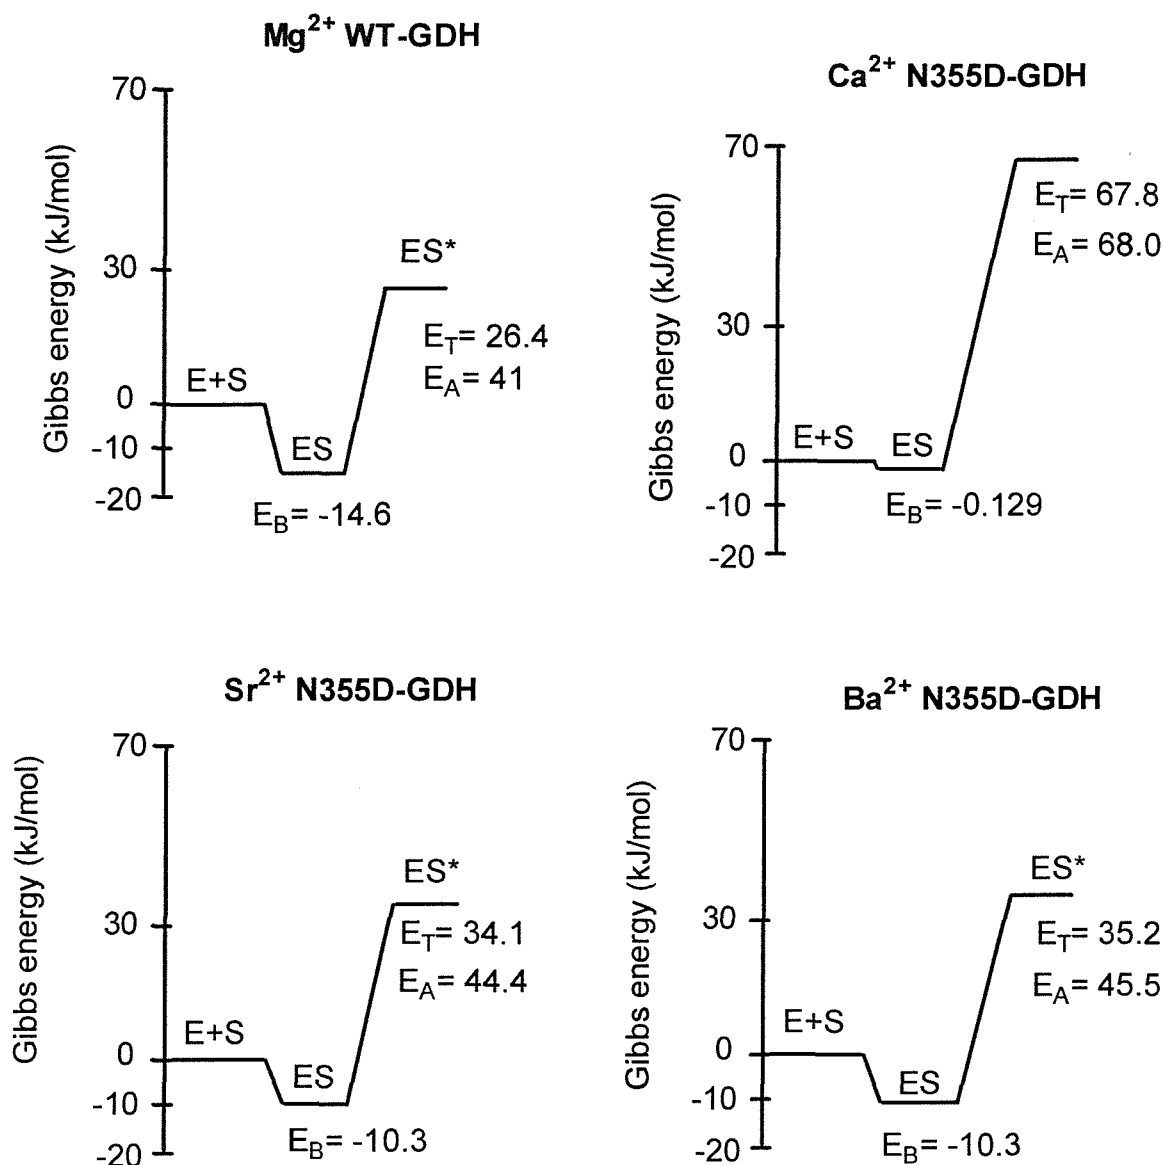 Mg2+ WT-GDH
Gibbs energy (kJ/mol)
70
30
0
-10
-20
E+S
ES
ES*
ET= 26.4
EA= 41
EB= -14.6
Ca2+ N355D-GDH
Gibbs energy (kJ/mol)
70
30
0
-10
-20
E+S
ES
ET= 67.8
EA= 68.0
EB= -0.129
Sr2+ N355D-GDH
Gibbs energy (kJ/mol)
70
30
0
-10
-20
E+S
ES
ES*
ET= 34.1
EA= 44.4
EB= -10.3
Ba2+ N355D-GDH
Gibbs energy (kJ/mol)
70
30
0
-10
-20
E+S
ES
ES*
ET= 35.2
EA= 45.5
EB= -10.3